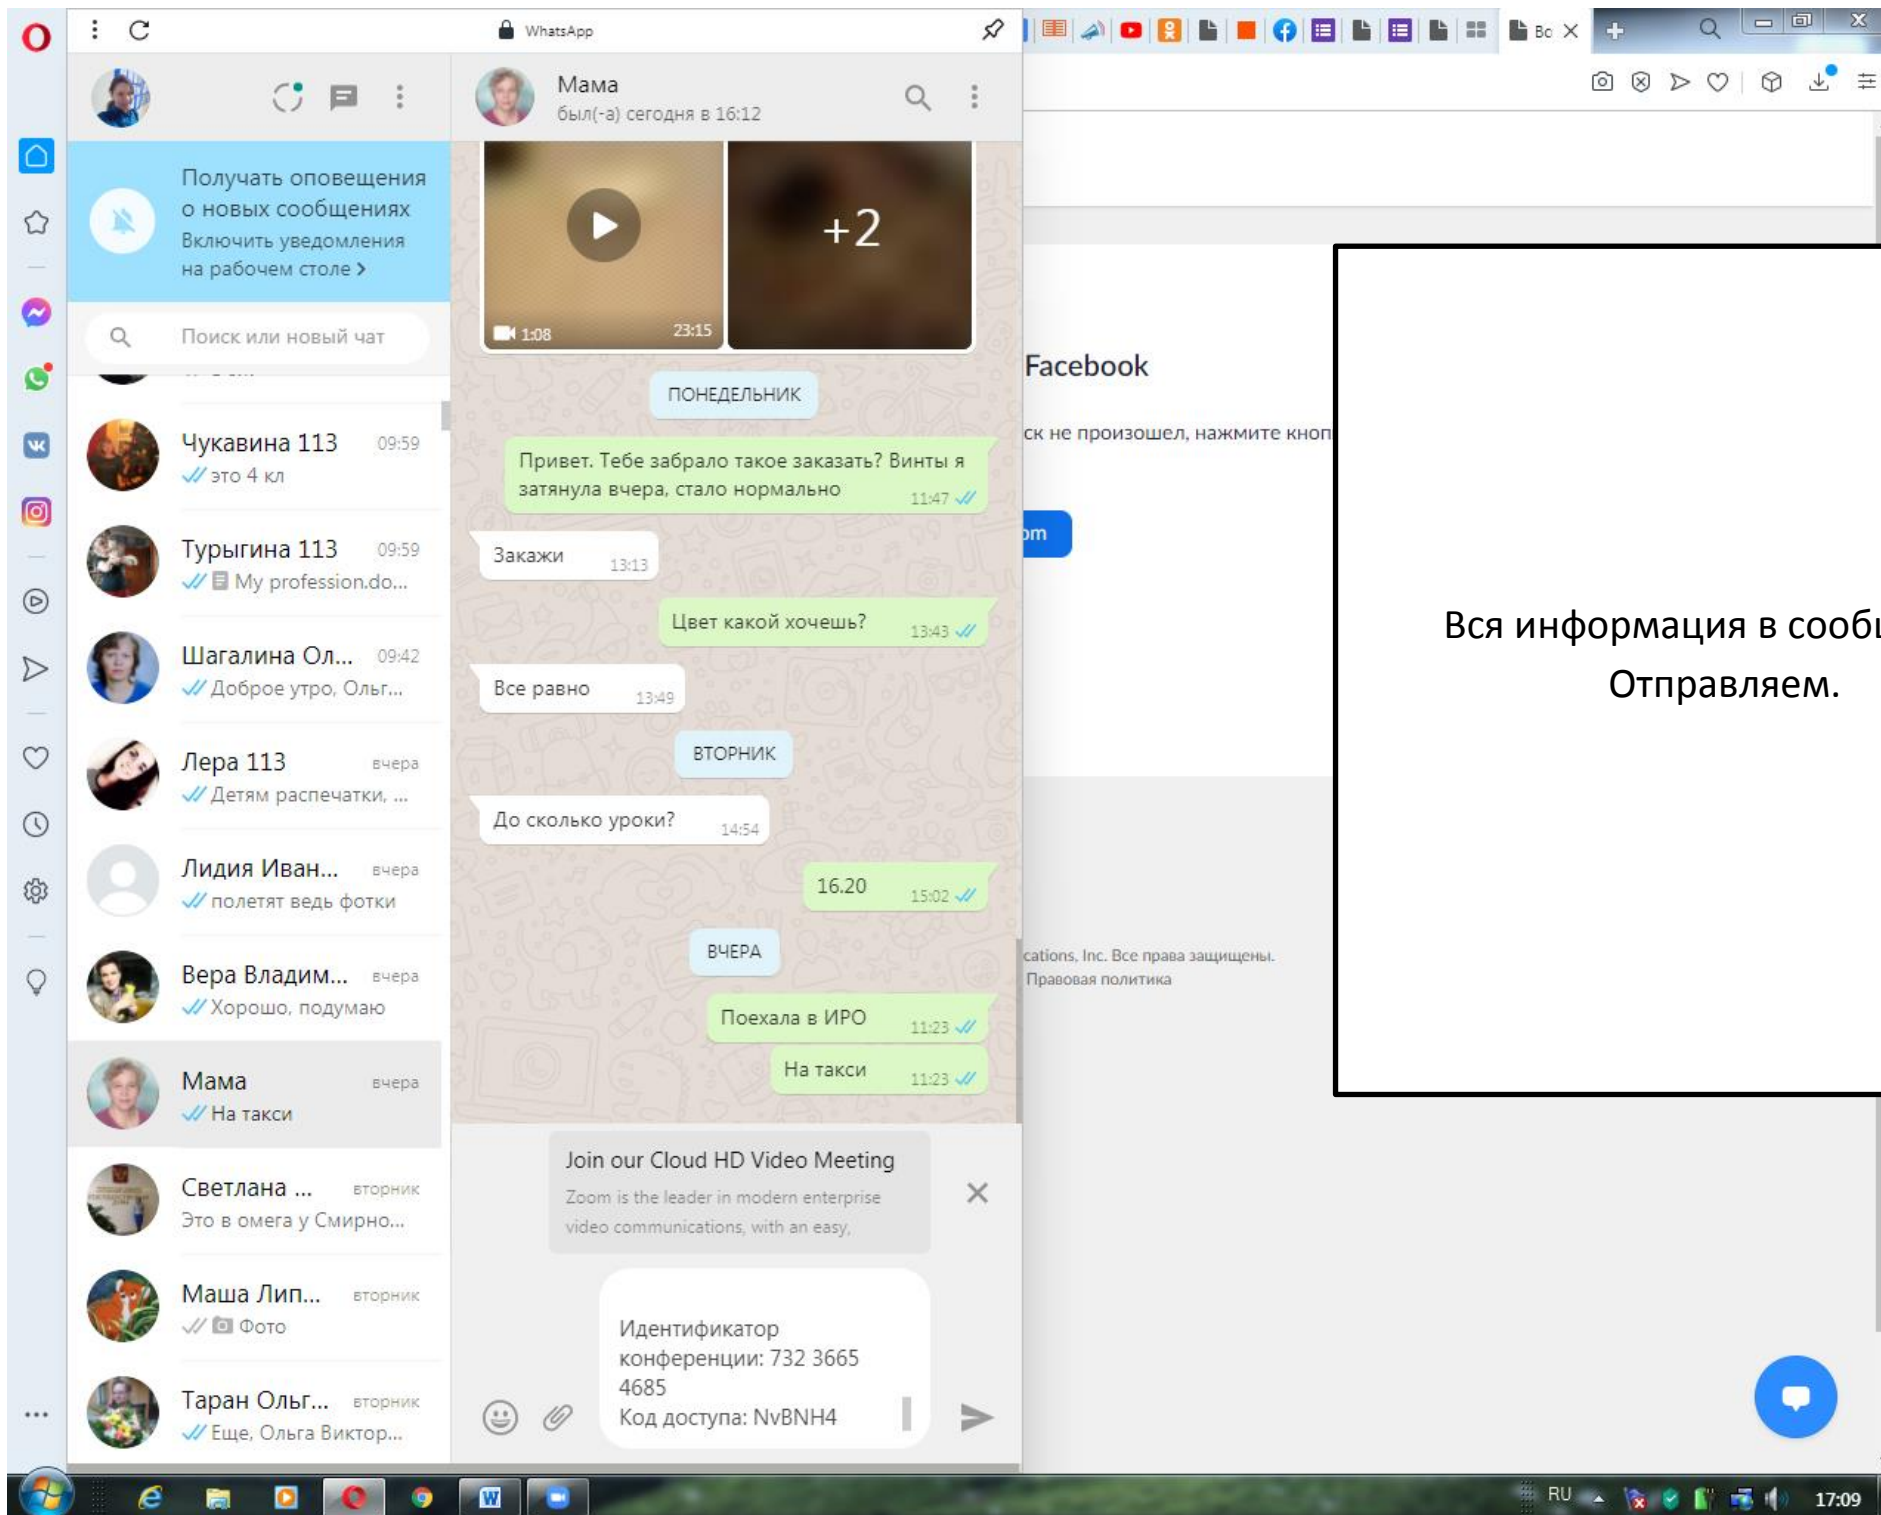 WhatsApp
Вс
Мама
был(-а) сегодня в 16:12
Получать оповещения
о новых сообщениях
Включить уведомления
на рабочем столе >
Поиск или новый чат
Чукавина 113 09:59
это 4 кл
Турыгина 113 09:59
My profession.do...
Шагалина Ол... 09:42
Доброе утро, Ольг...
Лера 113 вчера
Детям распечатки, ...
Лидия Иван... вчера
полетят ведь фотки
Вера Владим... вчера
Хорошо, подумаю
Мама вчера
На такси
Светлана ... вторник
Это в омега у Смирно...
Маша Лип... вторник
Фото
Таран Ольг... вторник
Еще, Ольга Виктор...
+2
1:08 23:15
ПОНЕДЕЛЬНИК
Привет. Тебе забрало такое заказать? Винты я
затянула вчера, стало нормально 11:47
Закажи 13:13
Цвет какой хочешь? 13:43
Все равно 13:49
ВТОРНИК
До сколько уроки? 14:54
16.20 15:02
ВЧЕРА
Поехала в ИРО 11:23
На такси 11:23
Join our Cloud HD Video Meeting
Zoom is the leader in modern enterprise
video communications, with an easy,
Идентификатор
конференции: 732 3665
4685
Код доступа: NvBNH4
Facebook
ск не произошел, нажмите кноп
om
cations, Inc. Все права защищены.
Правовая политика
Вся информация в сооб
Отправляем.
RU 17:09